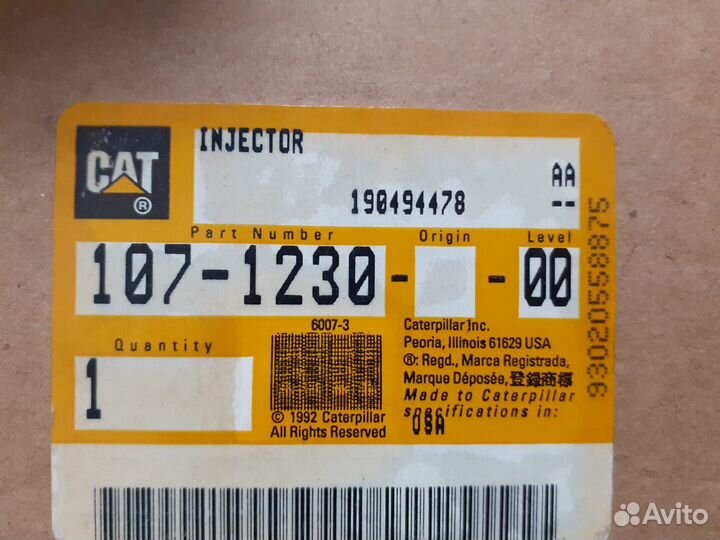 INJECTOR
CAT
®
AA
190494478 --
Part Number Origin Level
107-1230- -00
93020558875
Quantity
1
6007-3
© 1992 Caterpillar
All Rights Reserved
Caterpillar Inc.
Peoria, Illinois 61629 USA
®: Regd., Marca Registrada,
Marque Déposée, 登録商標
Made to Caterpillar
specifications in:
USA
Avito